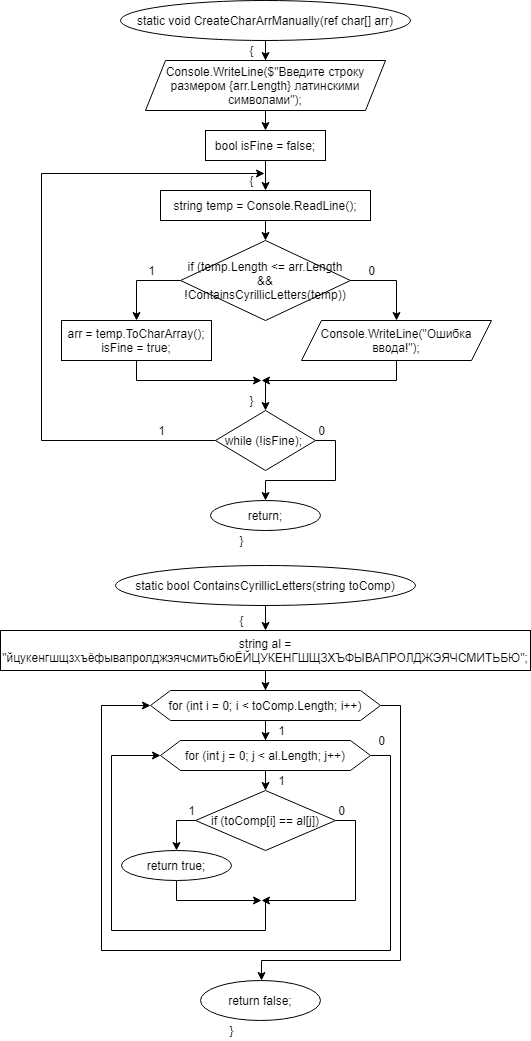 static void CreateCharArrManually(ref char[] arr)
{
Console.WriteLine($"Введите строку
размером {arr.Length} латинскими
символами");
bool isFine = false;
{
string temp = Console.ReadLine();
if (temp.Length <= arr.Length
&&
!ContainsCyrillicLetters(temp))
1
0
arr = temp.ToCharArray();
isFine = true;
Console.WriteLine("Ошибка
ввода!");
}
while (!isFine);
1
0
return;
}
static bool ContainsCyrillicLetters(string toComp)
{
string al =
"йцукенгшщзхъёфывапролджэячсмитьбюЁЙЦУКЕНГШЩЗХЪФЫВАПРОЛДЖЭЯЧСМИТЬБЮ";
for (int i = 0; i < toComp.Length; i++)
1
0
for (int j = 0; j < al.Length; j++)
1
1
0
if (toComp[i] == al[j])
return true;
return false;
}